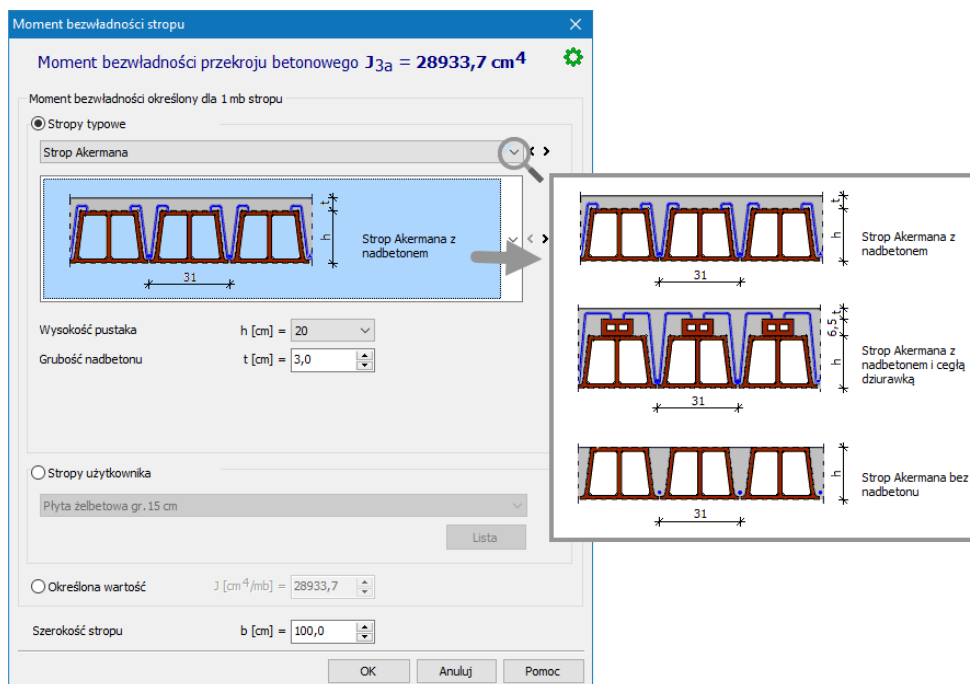 Moment bezwładności stropu
Moment bezwładności przekroju betonowego J3a = 28933,7 cm4
Moment bezwładności określony dla 1 mb stropu
Stropy typowe
Strop Akermana
t
h
31
Strop Akermana z
nadbetonem
Wysokość pustaka h [cm] = 20
Grubość nadbetonu t [cm] = 3,0
Stropy użytkownika
Płyta żelbetowa gr.15 cm
Lista
Określona wartość J [cm4/mb] = 28933,7
Szerokość stropu b [cm] = 100,0
OK Anuluj Pomoc
t
h
31
Strop Akermana z
nadbetonem
t
6,5
h
31
Strop Akermana z
nadbetonem i cegłą
dziurawką
h
31
Strop Akermana bez
nadbetonu